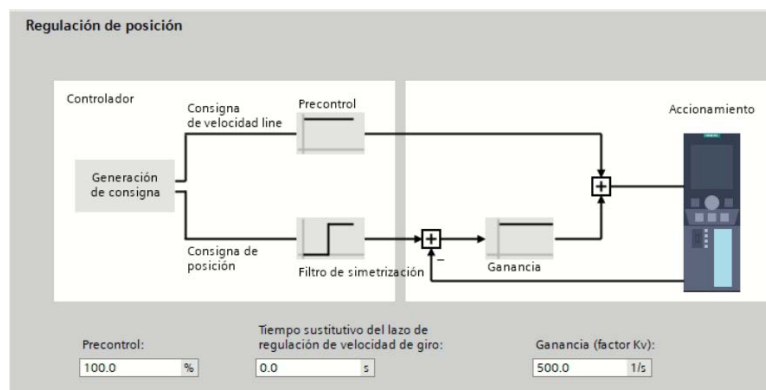 Regulación de posición
Controlador
Consigna
de velocidad line
Precontrol
Accionamiento
Generación
de consigna
+
+
−
Consigna de
posición
Filtro de simetrización
Ganancia
Precontrol:
100.0 %
Tiempo sustitutivo del lazo de
regulación de velocidad de giro:
0.0 s
Ganancia (factor Kv):
500.0 1/s